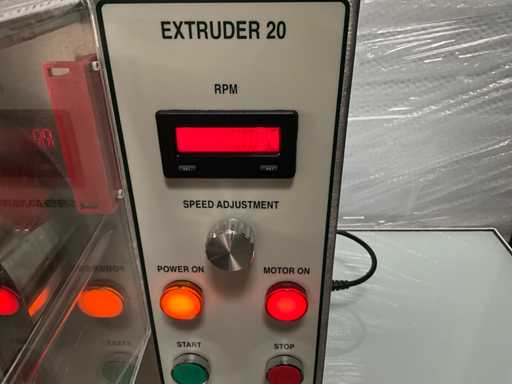 EXTRUDER 20
RPM
SPEED ADJUSTMENT
POWER ON
MOTOR ON
START
STOP